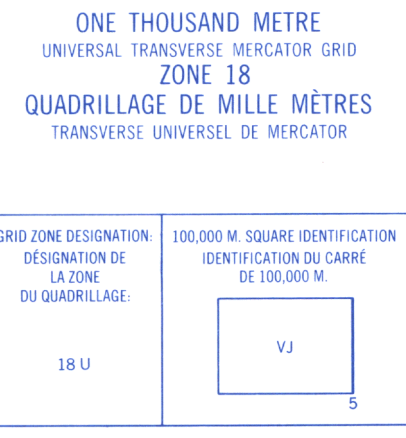 ONE THOUSAND METRE
UNIVERSAL TRANSVERSE MERCATOR GRID
ZONE 18
QUADRILLAGE DE MILLE MÈTRES
TRANSVERSE UNIVERSEL DE MERCATOR
GRID ZONE DESIGNATION:
DÉSIGNATION DE
LA ZONE
DU QUADRILLAGE:
18 U
100,000 M. SQUARE IDENTIFICATION
IDENTIFICATION DU CARRÉ
DE 100,000 M.
VJ
5